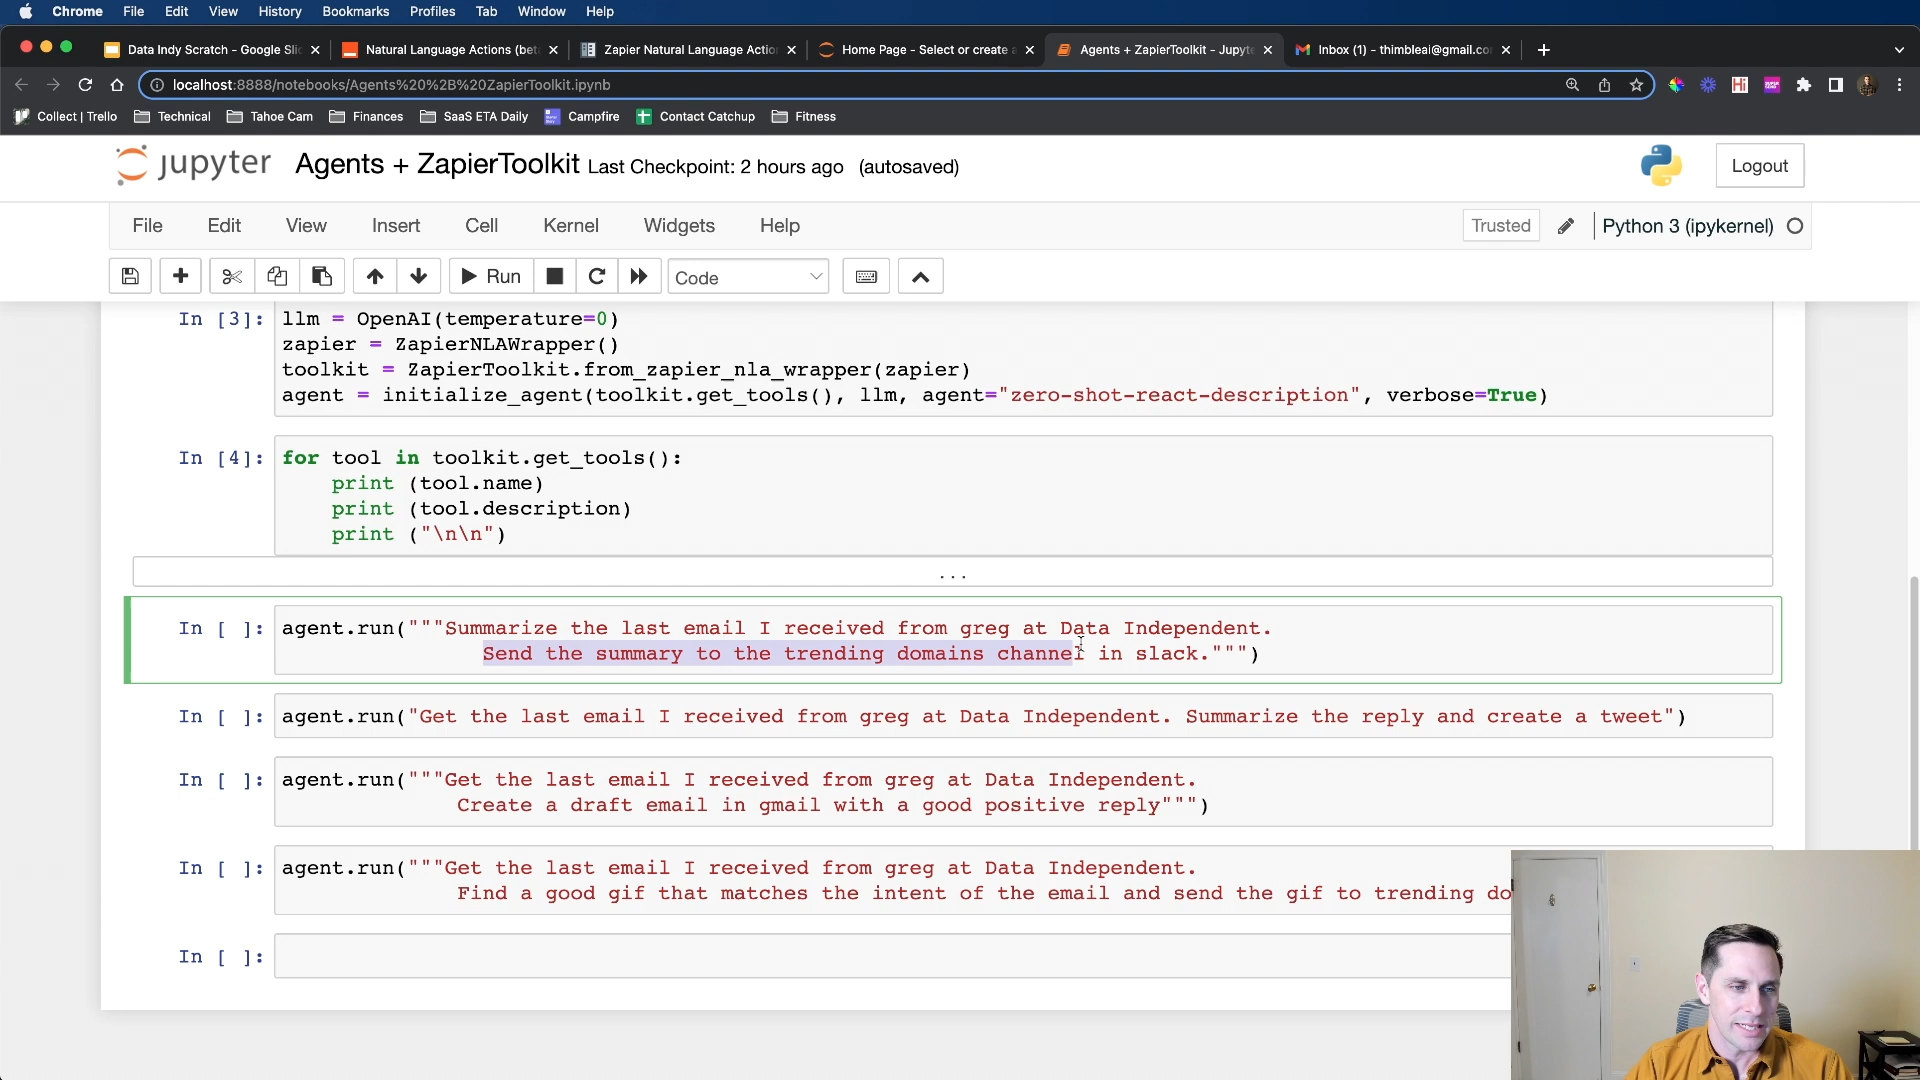 Chrome File Edit View History Bookmarks Profiles Tab Window Help
Data Indy Scratch - Google Slic Natural Language Actions (beta Zapier Natural Language Action Home Page - Select or create a Agents + ZapierToolkit - Jupyte Inbox (1) - thimbleai@gmail.co
localhost:8888/notebooks/Agents%20%2B%20ZapierToolkit.ipynb
Collect | Trello Technical Tahoe Cam Finances SaaS ETA Daily Campfire Contact Catchup Fitness
jupyter Agents + ZapierToolkit Last Checkpoint: 2 hours ago (autosaved) Logout
File Edit View Insert Cell Kernel Widgets Help Trusted Python 3 (ipykernel)
Run Code
In [3]: llm = OpenAI(temperature=0)
zapier = ZapierNLAWrapper()
toolkit = ZapierToolkit.from_zapier_nla_wrapper(zapier)
agent = initialize_agent(toolkit.get_tools(), llm, agent="zero-shot-react-description", verbose=True)
In [4]: for tool in toolkit.get_tools():
print (tool.name)
print (tool.description)
print ("\n\n")
...
In [ ]: agent.run("""Summarize the last email I received from greg at Data Independent.
Send the summary to the trending domains channel in slack.""")
In [ ]: agent.run("Get the last email I received from greg at Data Independent. Summarize the reply and create a tweet")
In [ ]: agent.run("""Get the last email I received from greg at Data Independent.
Create a draft email in gmail with a good positive reply""")
In [ ]: agent.run("""Get the last email I received from greg at Data Independent.
Find a good gif that matches the intent of the email and send the gif to trending do
In [ ]: